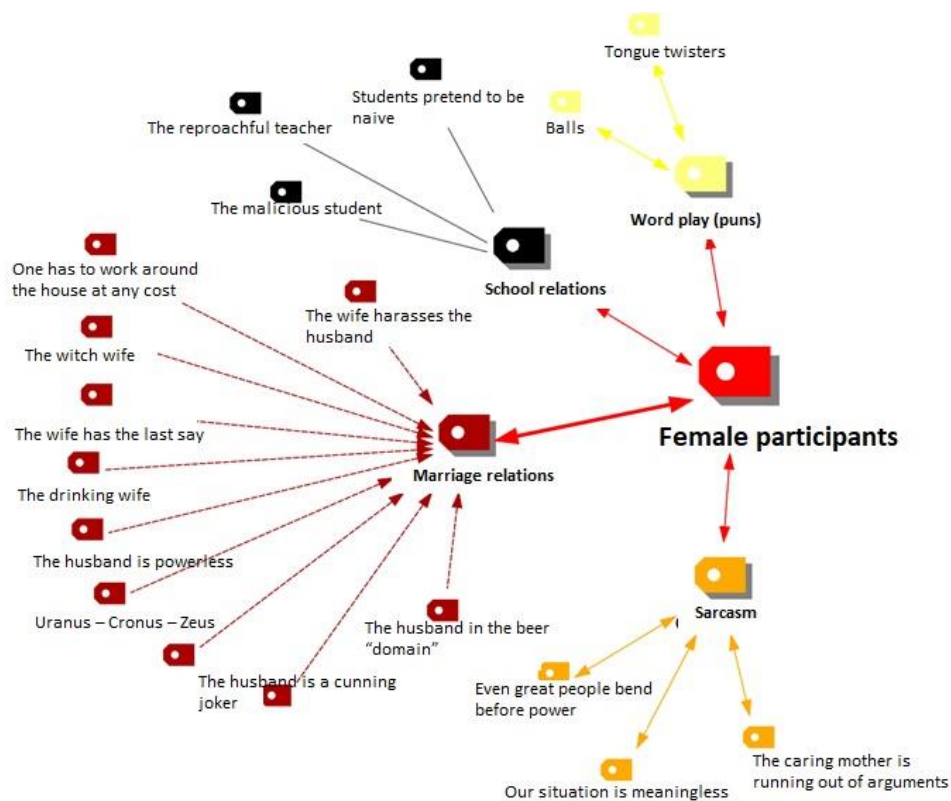 Tongue twisters
Students pretend to be
naive
The reproachful teacher
Balls
The malicious student
Word play (puns)
One has to work around
the house at any cost
School relations
The wife harasses the
husband
The witch wife
The wife has the last say
Female participants
Marriage relations
The drinking wife
The husband is powerless
Uranus – Cronus – Zeus
Sarcasm
(
The husband in the beer
“domain”
The husband is a cunning
joker
Even great people bend
before power
Our situation is meaningless
The caring mother is
running out of arguments